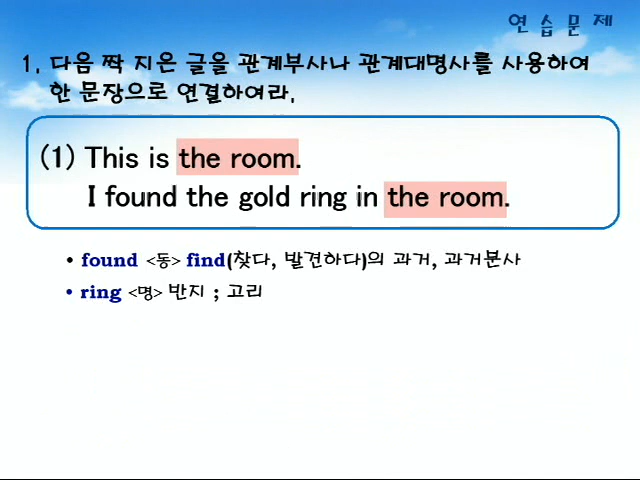 연 습 문 제
1. 다음 짝 지은 글을 관계부사나 관계대명사를 사용하여
한 문장으로 연결하여라.
(1) This is the room.
I found the gold ring in the room.
• found <동> find(찾다, 발견하다)의 과거, 과거분사
• ring <명> 반지 ; 고리